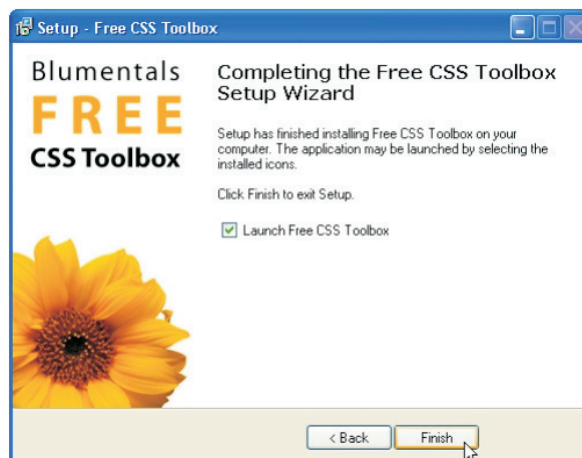 Setup - Free CSS Toolbox
Blumentals
FREE
CSS Toolbox
Completing the Free CSS Toolbox
Setup Wizard
Setup has finished installing Free CSS Toolbox on your
computer. The application may be launched by selecting the
installed icons.
Click Finish to exit Setup.
Launch Free CSS Toolbox
< Back
Finish